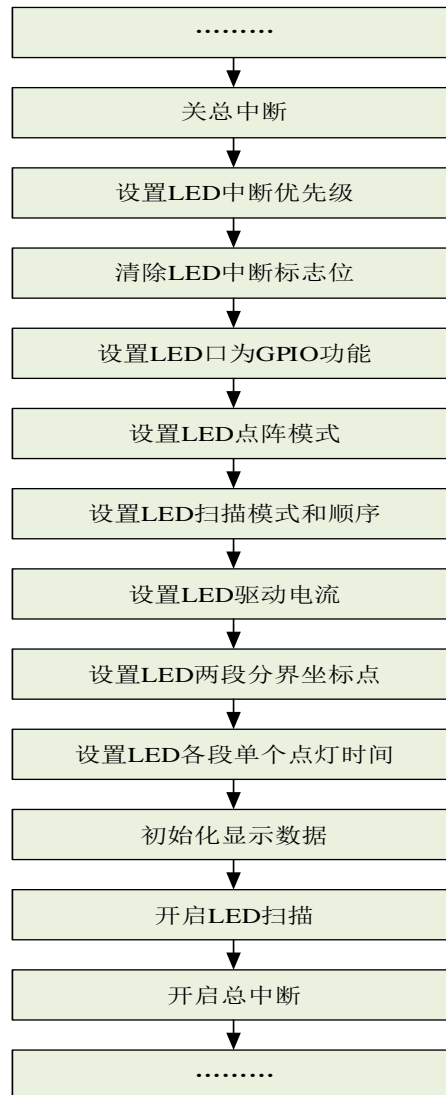 ………
关总中断
设置LED中断优先级
清除LED中断标志位
设置LED口为GPIO功能
设置LED点阵模式
设置LED扫描模式和顺序
设置LED驱动电流
设置LED两段分界坐标点
设置LED各段单个点灯时间
初始化显示数据
开启LED扫描
开启总中断
………